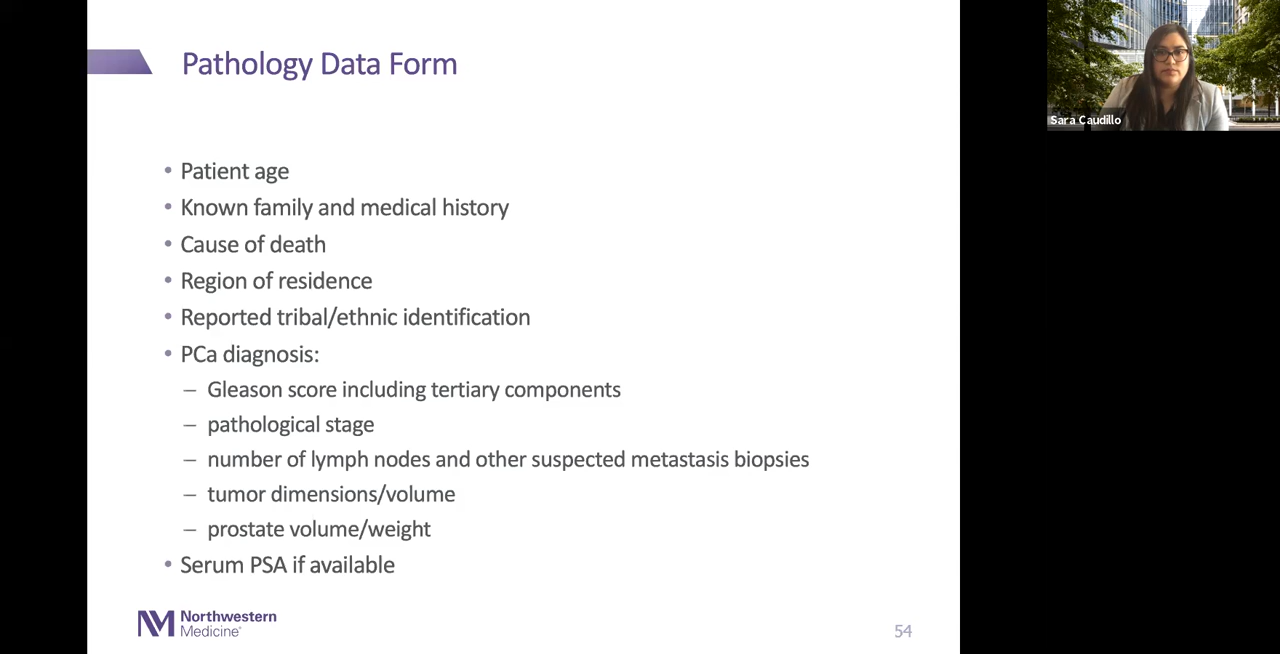 Pathology Data Form
Sara Caudillo
• Patient age
• Known family and medical history
• Cause of death
• Region of residence
• Reported tribal/ethnic identification
• PCa diagnosis:
– Gleason score including tertiary components
– pathological stage
– number of lymph nodes and other suspected metastasis biopsies
– tumor dimensions/volume
– prostate volume/weight
• Serum PSA if available
NM Northwestern
Medicine®
54